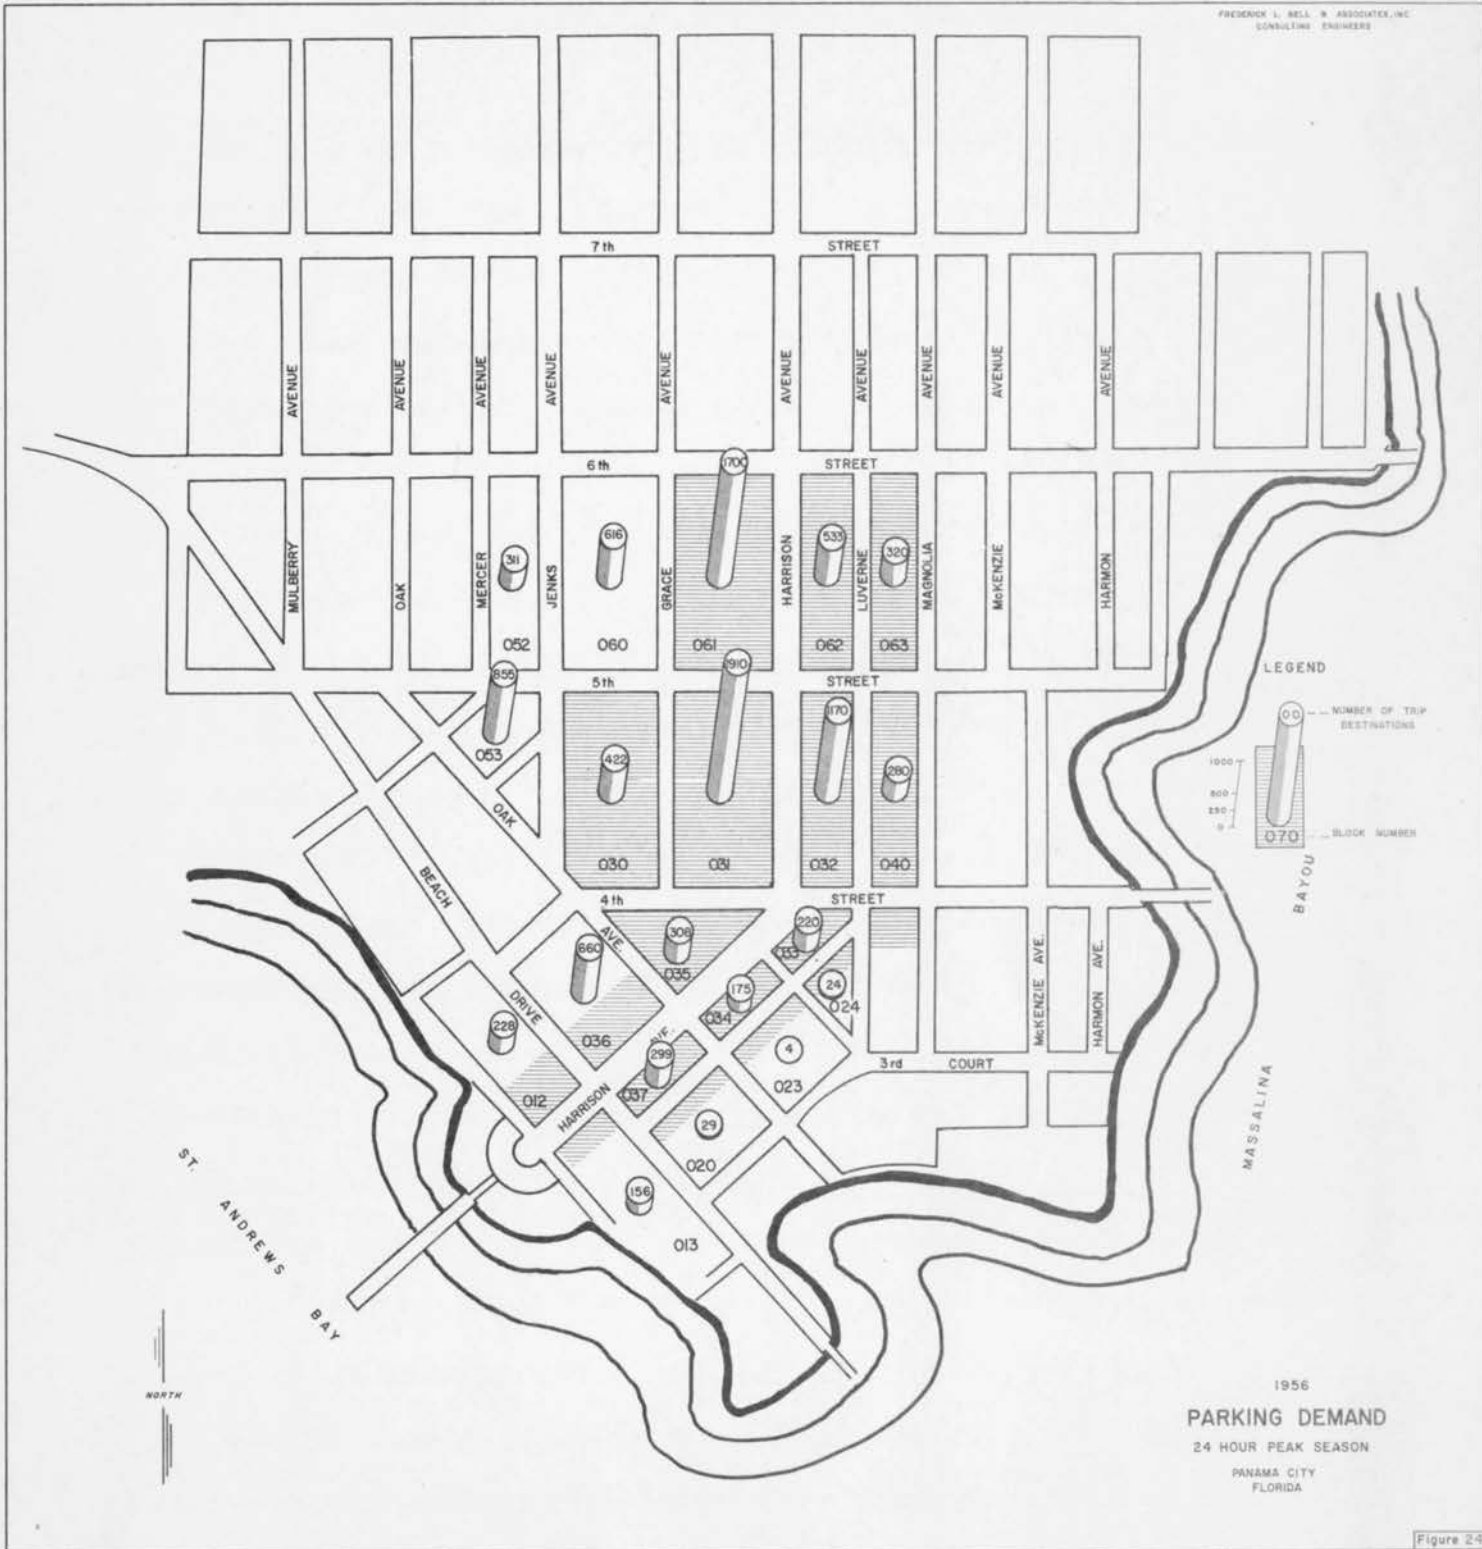 FREDERICK L. BELL & ASSOCIATES, INC
CONSULTING ENGINEERS
7th STREET
AVENUE
AVENUE
AVENUE
AVENUE
AVENUE
AVENUE
AVENUE
AVENUE
AVENUE
AVENUE
6th STREET
1700
MULBERRY
OAK
MERCER
JENKS
GRACE
HARRISON
LUVERNE
MAGNOLIA
McKENZIE
HARMON
311
616
533
320
052
060
061
062
063
5th STREET
855
1910
1170
053
422
280
OAK
030
031
032
040
LEGEND
00
NUMBER OF TRIP
DESTINATIONS
1000
500
250
0
070
BLOCK NUMBER
BEACH
4th STREET
AVE.
660
306
220
033
035
175
24
034
024
DRIVE
228
036
AVE.
299
4
McKENZIE AVE.
HARMON AVE.
3rd COURT
023
012
HARRISON
037
29
020
156
013
BAYOU
MASSALINA
ST. ANDREWS BAY
NORTH
1956
PARKING DEMAND
24 HOUR PEAK SEASON
PANAMA CITY
FLORIDA
Figure 24